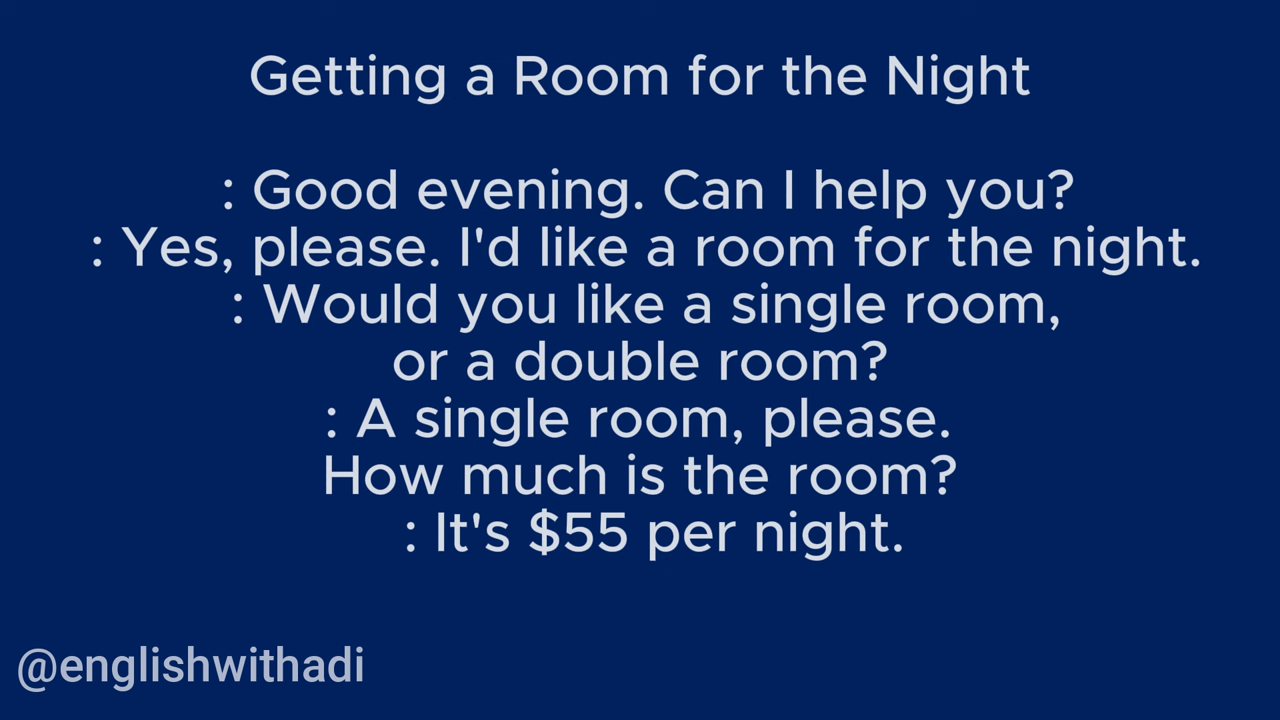 Getting a Room for the Night
: Good evening. Can I help you?
: Yes, please. I'd like a room for the night.
: Would you like a single room,
or a double room?
: A single room, please.
How much is the room?
: It's $55 per night.
@englishwithadi